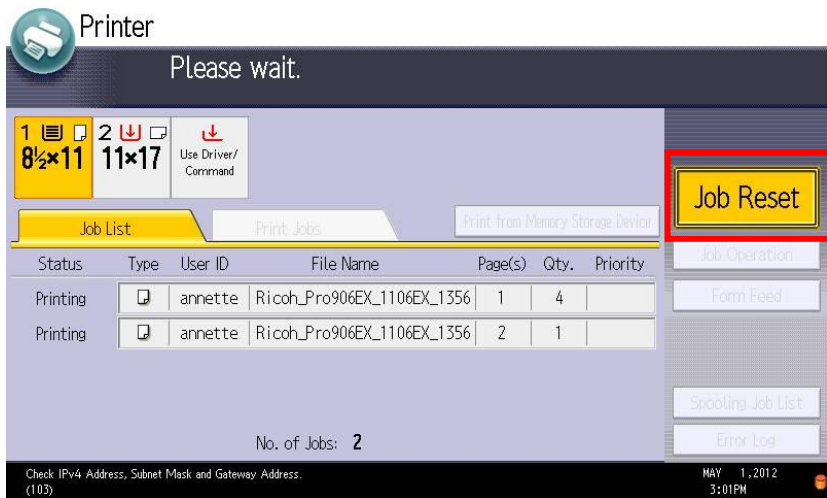 Printer
Please wait.
1 2
8½×11 11×17 Use Driver/
Command
Job Reset
Job List Print Jobs Print from Memory Storage Device
Job Operation
Status Type User ID File Name Page(s) Qty. Priority
Printing annette Ricoh_Pro906EX_1106EX_1356 1 4
Form Feed
Printing annette Ricoh_Pro906EX_1106EX_1356 2 1
Spooling Job List
No. of Jobs: 2
Error Log
Check IPv4 Address, Subnet Mask and Gateway Address.
(103)
MAY 1,2012
3:01PM